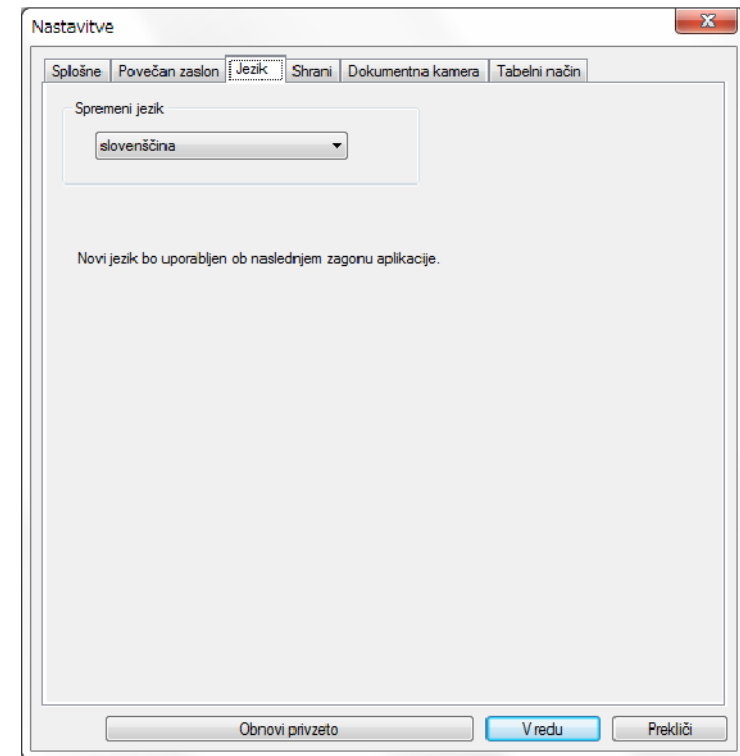 Nastavitve
Splošne Povečan zaslon Jezik Shrani Dokumentna kamera Tabelni način
Spremeni jezik
slovenščina
Novi jezik bo uporabljen ob naslednjem zagonu aplikacije.
Obnovi privzeto V redu Prekliči